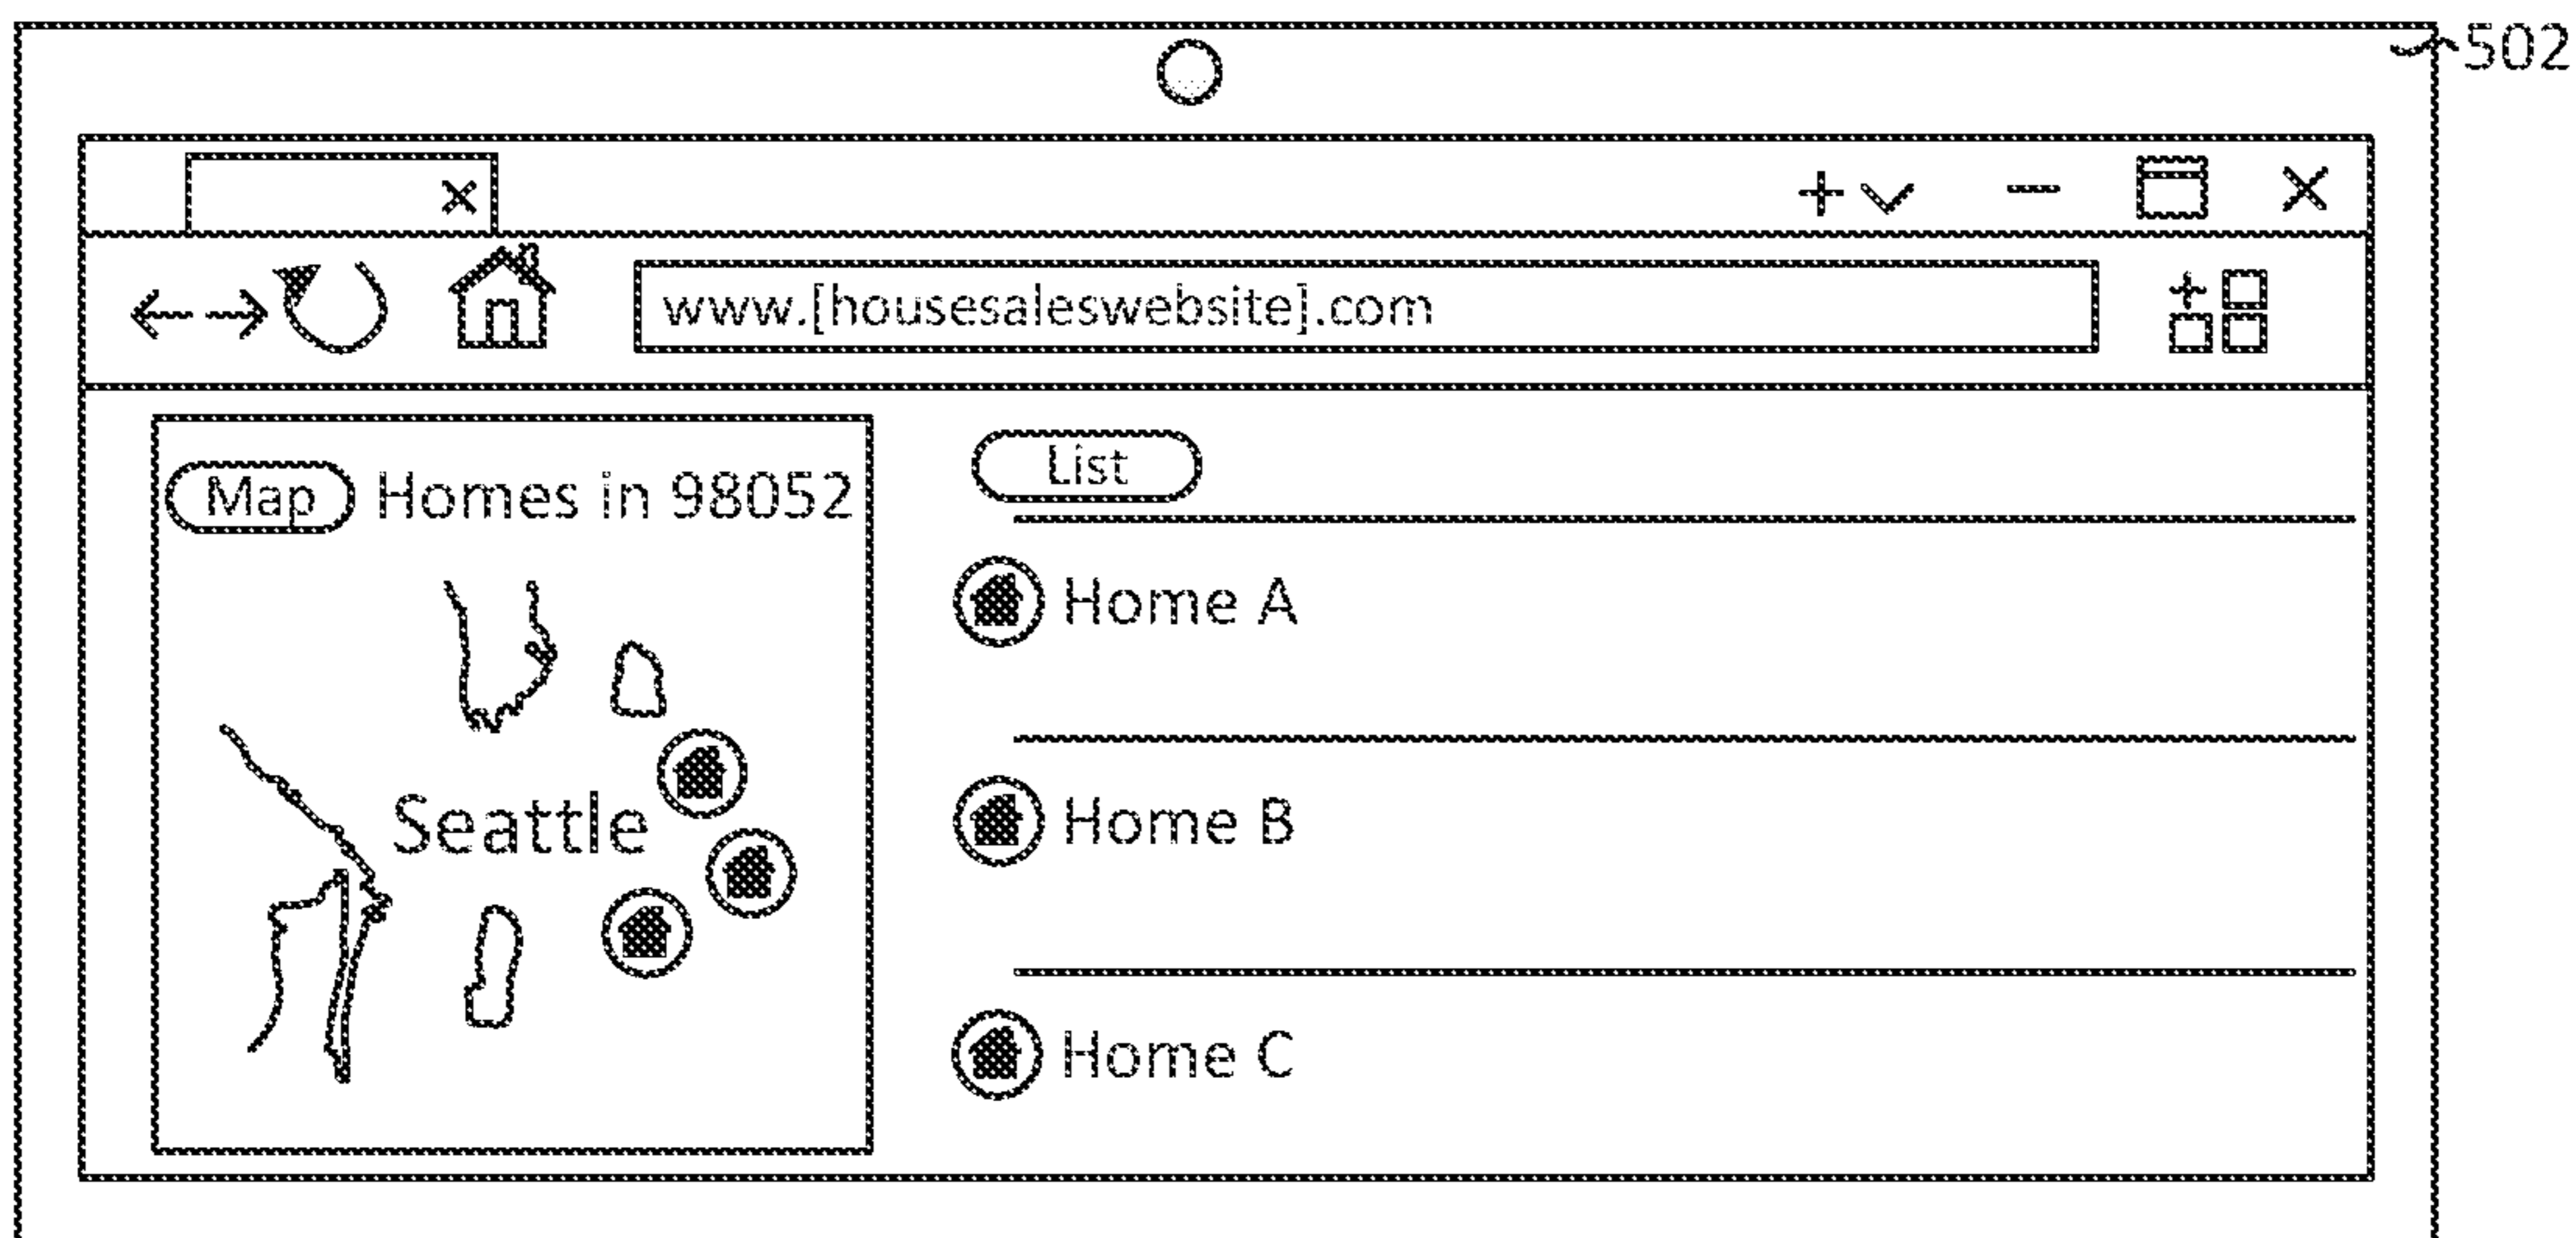 502
www.[housesaleswebsite].com
Map Homes in 98052
List
Home A
Seattle
Home B
Home C